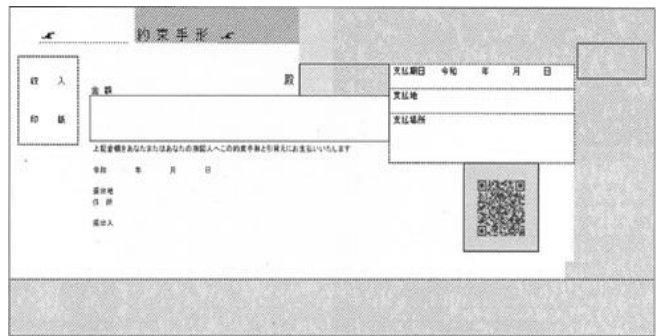 約束手形
収入
印紙
殿
金額
支払期日 令和 年 月 日
支払地
支払場所
上記金額をあなたまたはあなたの指図人へこの約束手形と引替えにお支払いいたします
令和 年 月 日
振出地
住所
振出人